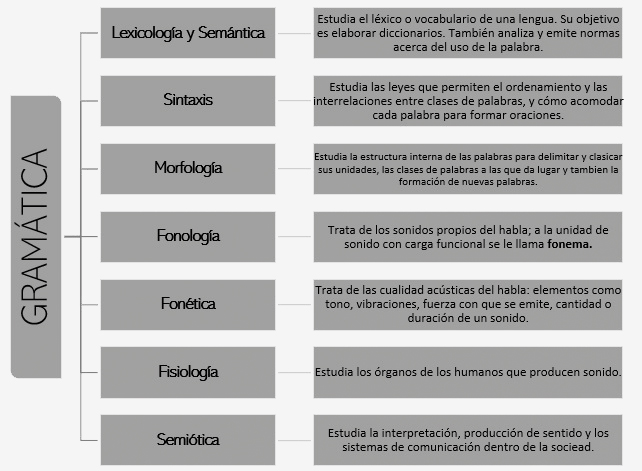 GRAMÁTICA
Lexicología y Semántica
Estudia el léxico o vocabulario de una lengua. Su objetivo
es elaborar diccionarios. También analiza y emite normas
acerca del uso de la palabra.
Sintaxis
Estudia las leyes que permiten el ordenamiento y las
interrelaciones entre clases de palabras, y cómo acomodar
cada palabra para formar oraciones.
Morfología
Estudia la estructura interna de las palabras para delimitar y clasicar
sus unidades, las clases de palabras a las que da lugar y tambien la
formación de nuevas palabras.
Fonología
Trata de los sonidos propios del habla; a la unidad de
sonido con carga funcional se le llama fonema.
Fonética
Trata de las cualidad acústicas del habla: elementos como
tono, vibraciones, fuerza con que se emite, cantidad o
duración de un sonido.
Fisiología
Estudia los órganos de los humanos que producen sonido.
Semiótica
Estudia la interpretación, producción de sentido y los
sistemas de comunicación dentro de la sociead.